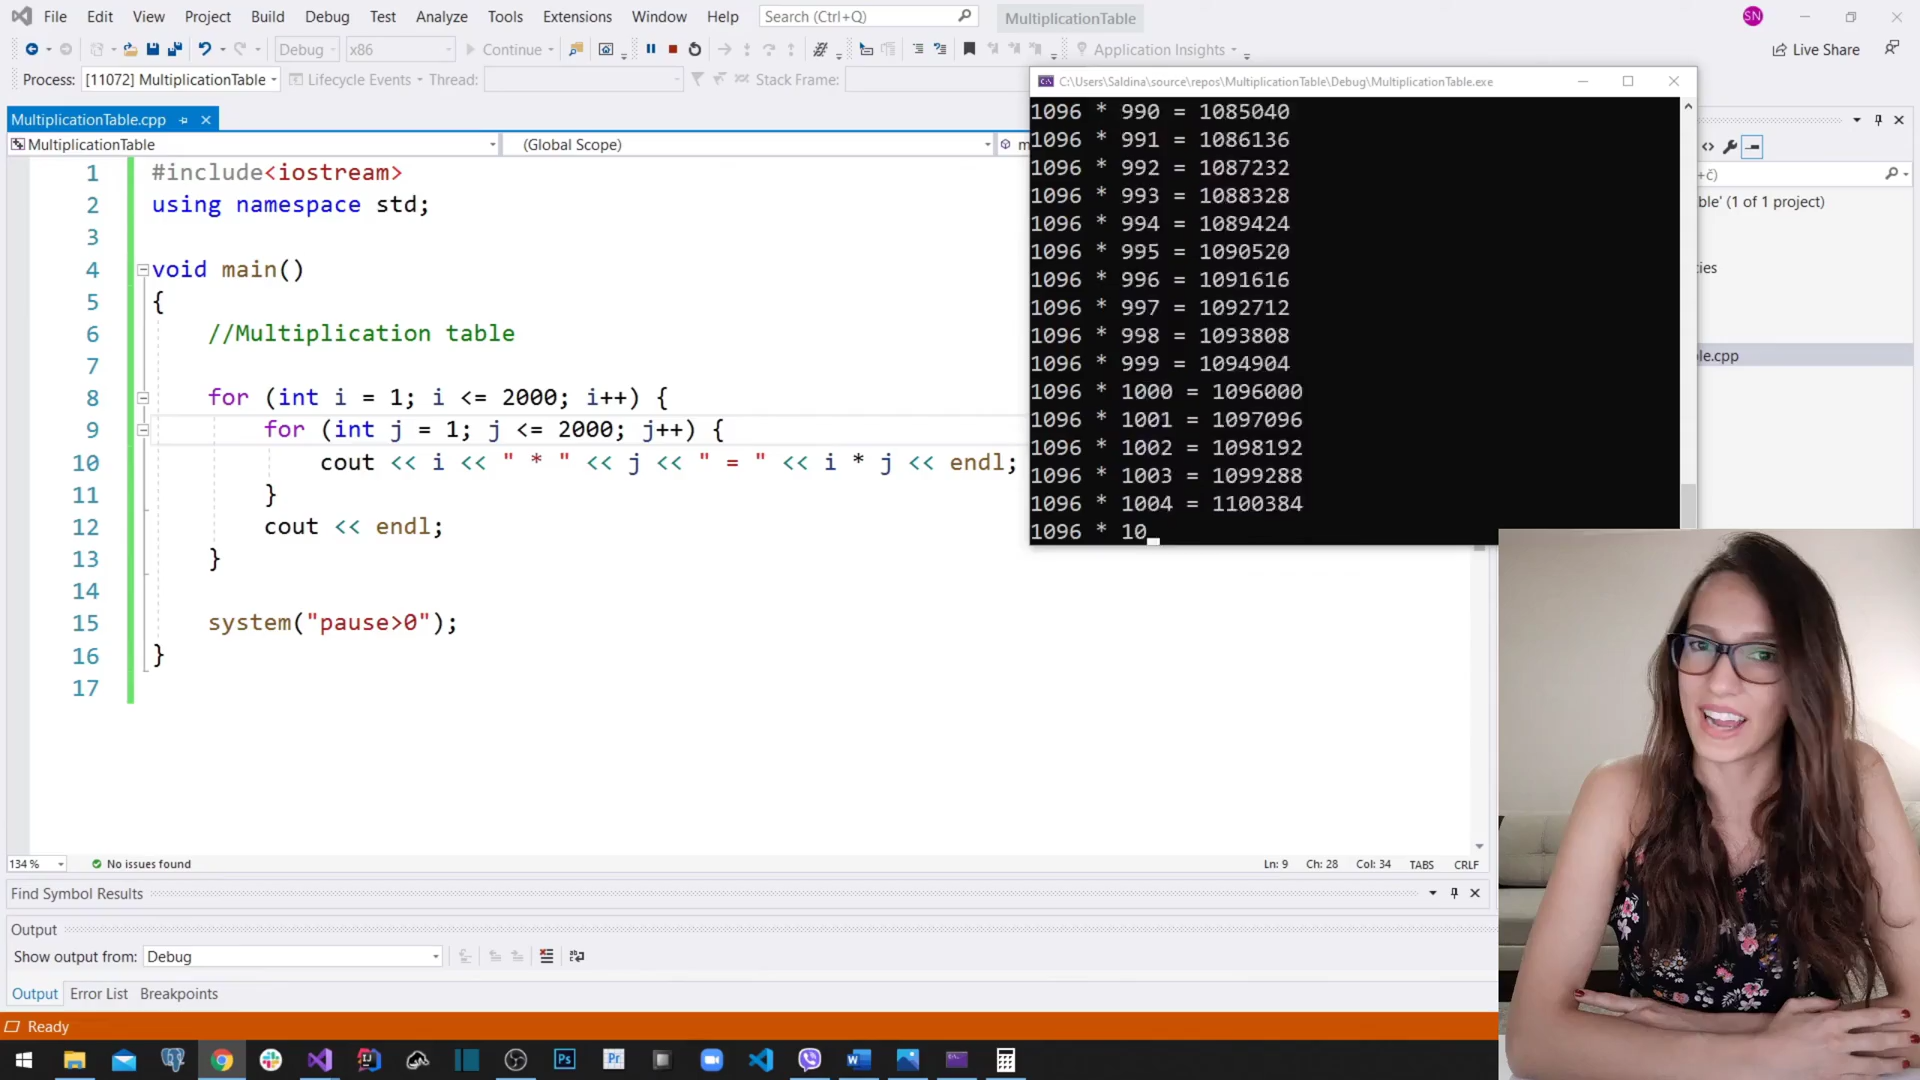 File Edit View Project Build Debug Test Analyze Tools Extensions Window Help Search (Ctrl+Q) MultiplicationTable SN
Debug x86 Continue Application Insights Live Share
Process: [11072] MultiplicationTable Lifecycle Events Thread: Stack Frame:
MultiplicationTable.cpp
MultiplicationTable (Global Scope)
1 #include<iostream>
2 using namespace std;
3
4 void main()
5 {
6 //Multiplication table
7
8 for (int i = 1; i <= 2000; i++) {
9 for (int j = 1; j <= 2000; j++) {
10 cout << i << " * " << j << " = " << i * j << endl;
11 }
12 cout << endl;
13 }
14
15 system("pause>0");
16 }
17
C:\Users\Saldina\source\repos\MultiplicationTable\Debug\MultiplicationTable.exe
1096 * 990 = 1085040
1096 * 991 = 1086136
1096 * 992 = 1087232
1096 * 993 = 1088328
1096 * 994 = 1089424
1096 * 995 = 1090520
1096 * 996 = 1091616
1096 * 997 = 1092712
1096 * 998 = 1093808
1096 * 999 = 1094904
1096 * 1000 = 1096000
1096 * 1001 = 1097096
1096 * 1002 = 1098192
1096 * 1003 = 1099288
1096 * 1004 = 1100384
1096 * 10_
+č)
ble' (1 of 1 project)
ies
le.cpp
134 % No issues found Ln: 9 Ch: 28 Col: 34 TABS CRLF
Find Symbol Results
Output
Show output from: Debug
Output Error List Breakpoints
Ready
Ps Pr W